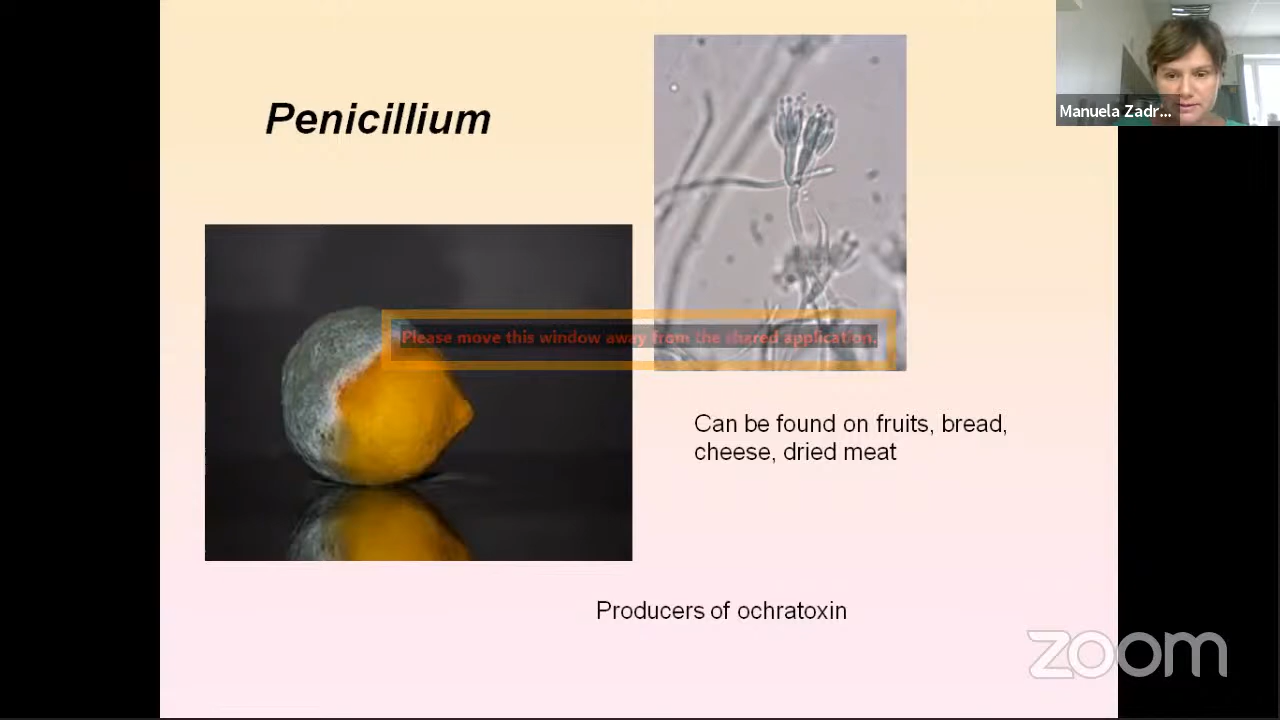 Penicillium
Manuela Zadr...
Please move this window away from the shared application.
Can be found on fruits, bread,
cheese, dried meat
Producers of ochratoxin
zoom